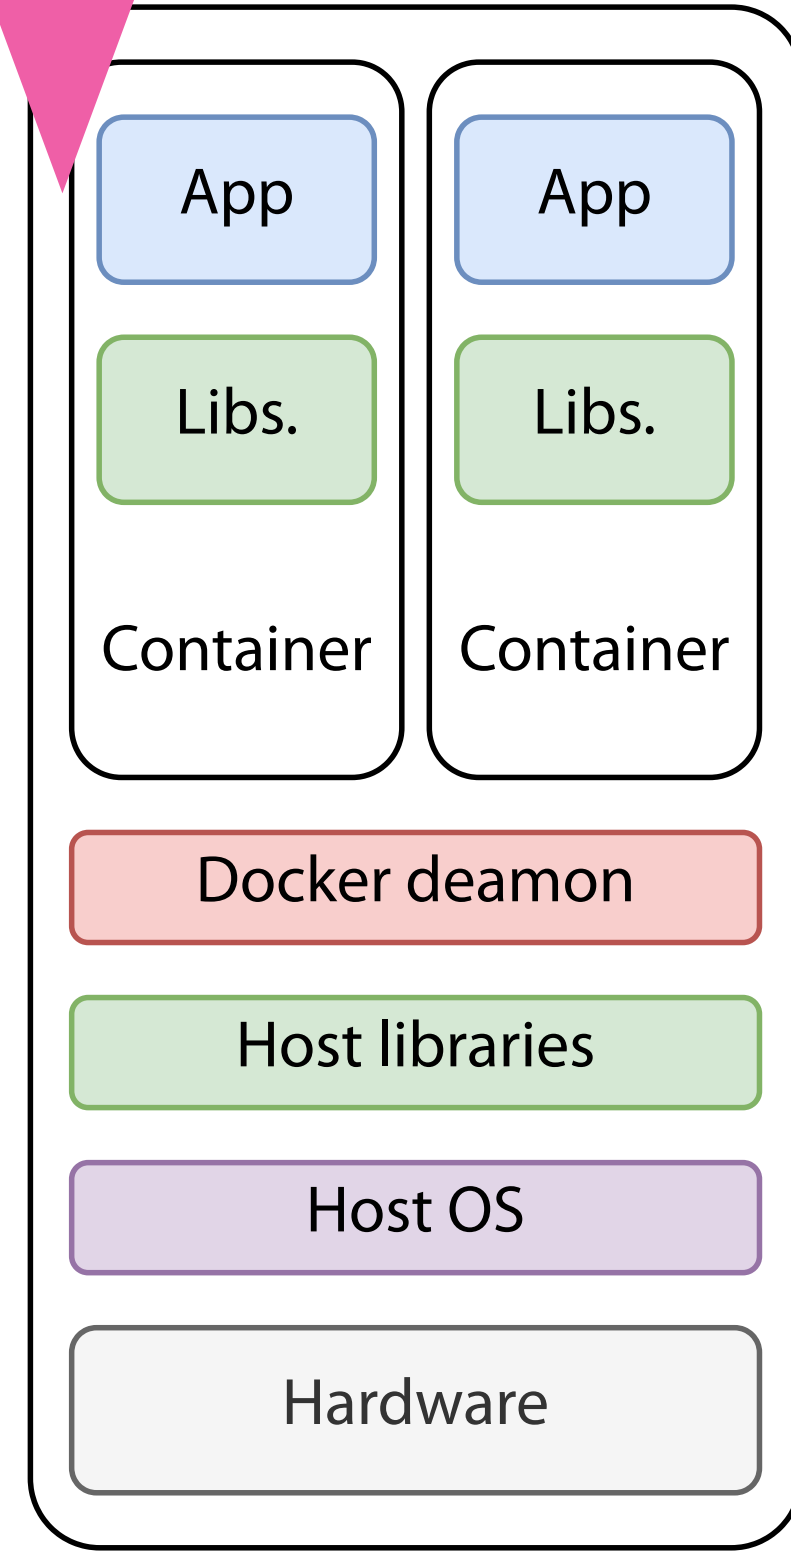 App
App
Libs.
Libs.
Container
Container
Docker deamon
Host libraries
Host OS
Hardware